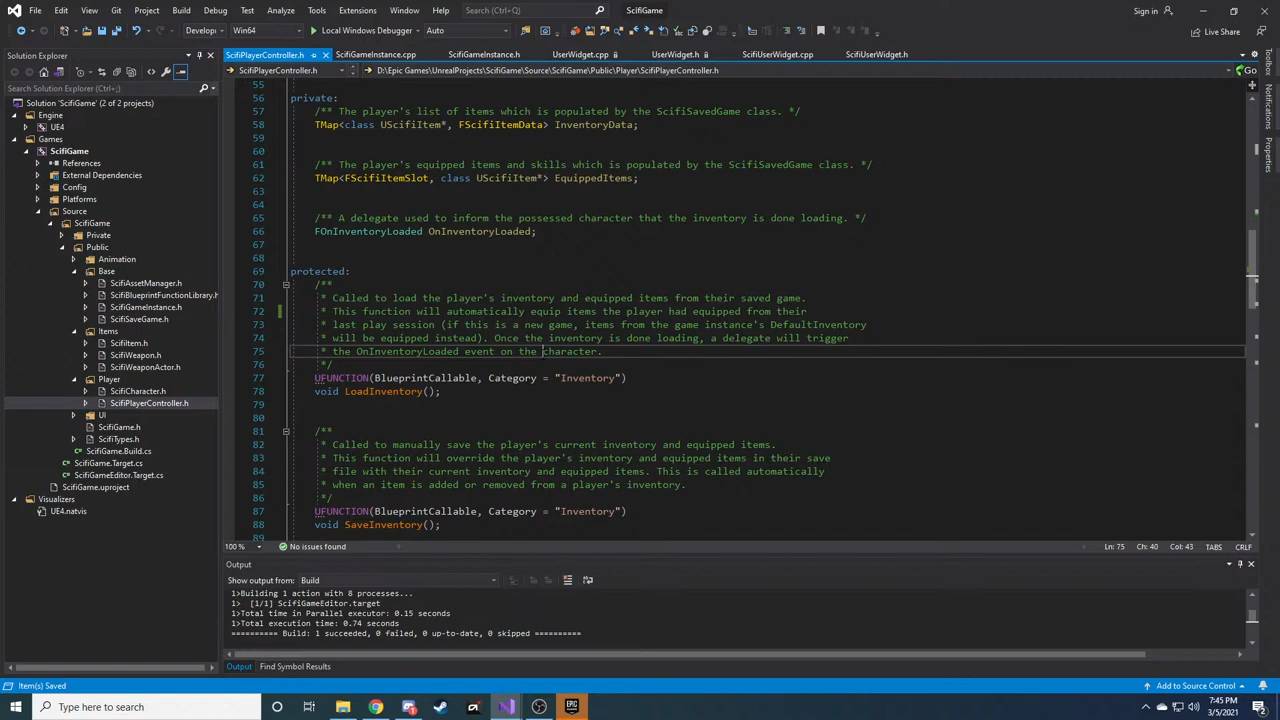 File Edit View Git Project Build Debug Test Analyze Tools Extensions Window Help Search (Ctrl+Q) ScifiGame Sign in
Develop Win64 Local Windows Debugger Auto Live Share
Solution Explorer
Search Solution Explorer (Ctrl+;)
Solution 'ScifiGame' (2 of 2 projects)
Engine
UE4
Games
ScifiGame
References
External Dependencies
Config
Platforms
Source
ScifiGame
Private
Public
Animation
Base
ScifiAssetManager.h
ScifiBlueprintFunctionLibrary.h
ScifiGameInstance.h
ScifiSaveGame.h
Items
ScifiItem.h
ScifiWeapon.h
ScifiWeaponActor.h
Player
ScifiCharacter.h
ScifiPlayerController.h
UI
ScifiGame.h
ScifiTypes.h
ScifiGame.Build.cs
ScifiGame.Target.cs
ScifiGameEditor.Target.cs
ScifiGame.uproject
Visualizers
UE4.natvis
ScifiPlayerController.h ScifiGameInstance.cpp ScifiGameInstance.h UserWidget.cpp UserWidget.h ScifiUserWidget.cpp ScifiUserWidget.h
ScifiPlayerController.h D:\Epic Games\UnrealProjects\ScifiGame\Source\ScifiGame\Public\Player\ScifiPlayerController.h Go
55
56 private:
57 /** The player's list of items which is populated by the ScifiSavedGame class. */
58 TMap<class UScifiItem*, FScifiItemData> InventoryData;
59
60
61 /** The player's equipped items and skills which is populated by the ScifiSavedGame class. */
62 TMap<FScifiItemSlot, class UScifiItem*> EquippedItems;
63
64
65 /** A delegate used to inform the possessed character that the inventory is done loading. */
66 FOnInventoryLoaded OnInventoryLoaded;
67
68
69 protected:
70 /**
71 * Called to load the player's inventory and equipped items from their saved game.
72 * This function will automatically equip items the player had equipped from their
73 * last play session (if this is a new game, items from the game instance's DefaultInventory
74 * will be equipped instead). Once the inventory is done loading, a delegate will trigger
75 * the OnInventoryLoaded event on the character.
76 */
77 UFUNCTION(BlueprintCallable, Category = "Inventory")
78 void LoadInventory();
79
80
81 /**
82 * Called to manually save the player's current inventory and equipped items.
83 * This function will override the player's inventory and equipped items in their save
84 * file with their current inventory and equipped items. This is called automatically
85 * when an item is added or removed from a player's inventory.
86 */
87 UFUNCTION(BlueprintCallable, Category = "Inventory")
88 void SaveInventory();
89
100 % No issues found Ln: 75 Ch: 40 Col: 43 TABS CRLF
Output
Show output from: Build
1>Building 1 action with 8 processes...
1> [1/1] ScifiGameEditor.target
1>Total time in Parallel executor: 0.15 seconds
1>Total execution time: 0.74 seconds
========== Build: 1 succeeded, 0 failed, 0 up-to-date, 0 skipped ==========
Output Find Symbol Results
Toolbox
Notifications
Properties
Item(s) Saved Add to Source Control
Type here to search EPIC GAMES 7:45 PM
3/5/2021